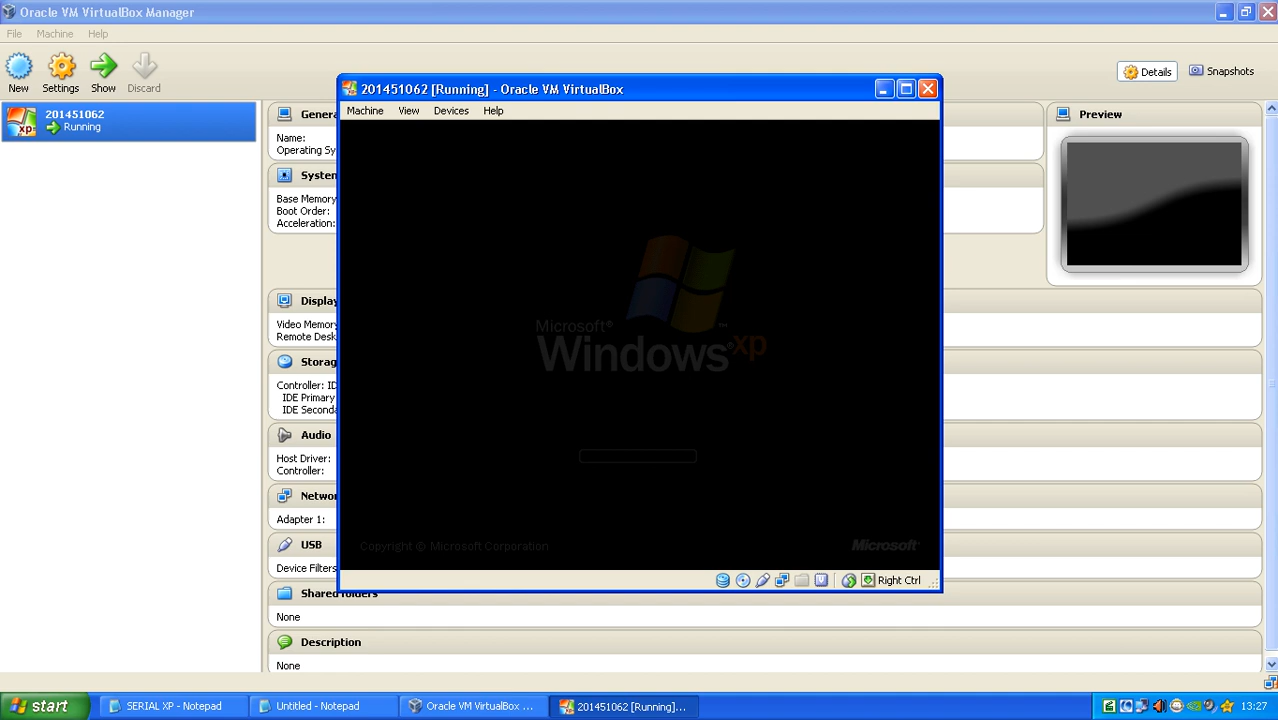 Oracle VM VirtualBox Manager
File Machine Help
New Settings Show Discard
Details Snapshots
201451062
Running
Genera
Name:
Operating Sy
System
Base Memory
Boot Order:
Acceleration:
Display
Video Memory
Remote Desk
Storag
Controller: ID
IDE Primary
IDE Seconda
Audio
Host Driver:
Controller:
Networ
Adapter 1:
USB
Device Filters
Shared folders
None
Description
None
Preview
201451062 [Running] - Oracle VM VirtualBox
Machine View Devices Help
Microsoft®
Windows® xp
Copyright © Microsoft Corporation
Microsoft®
Right Ctrl
start
SERIAL XP - Notepad
Untitled - Notepad
Oracle VM VirtualBox ...
201451062 [Running]...
13:27